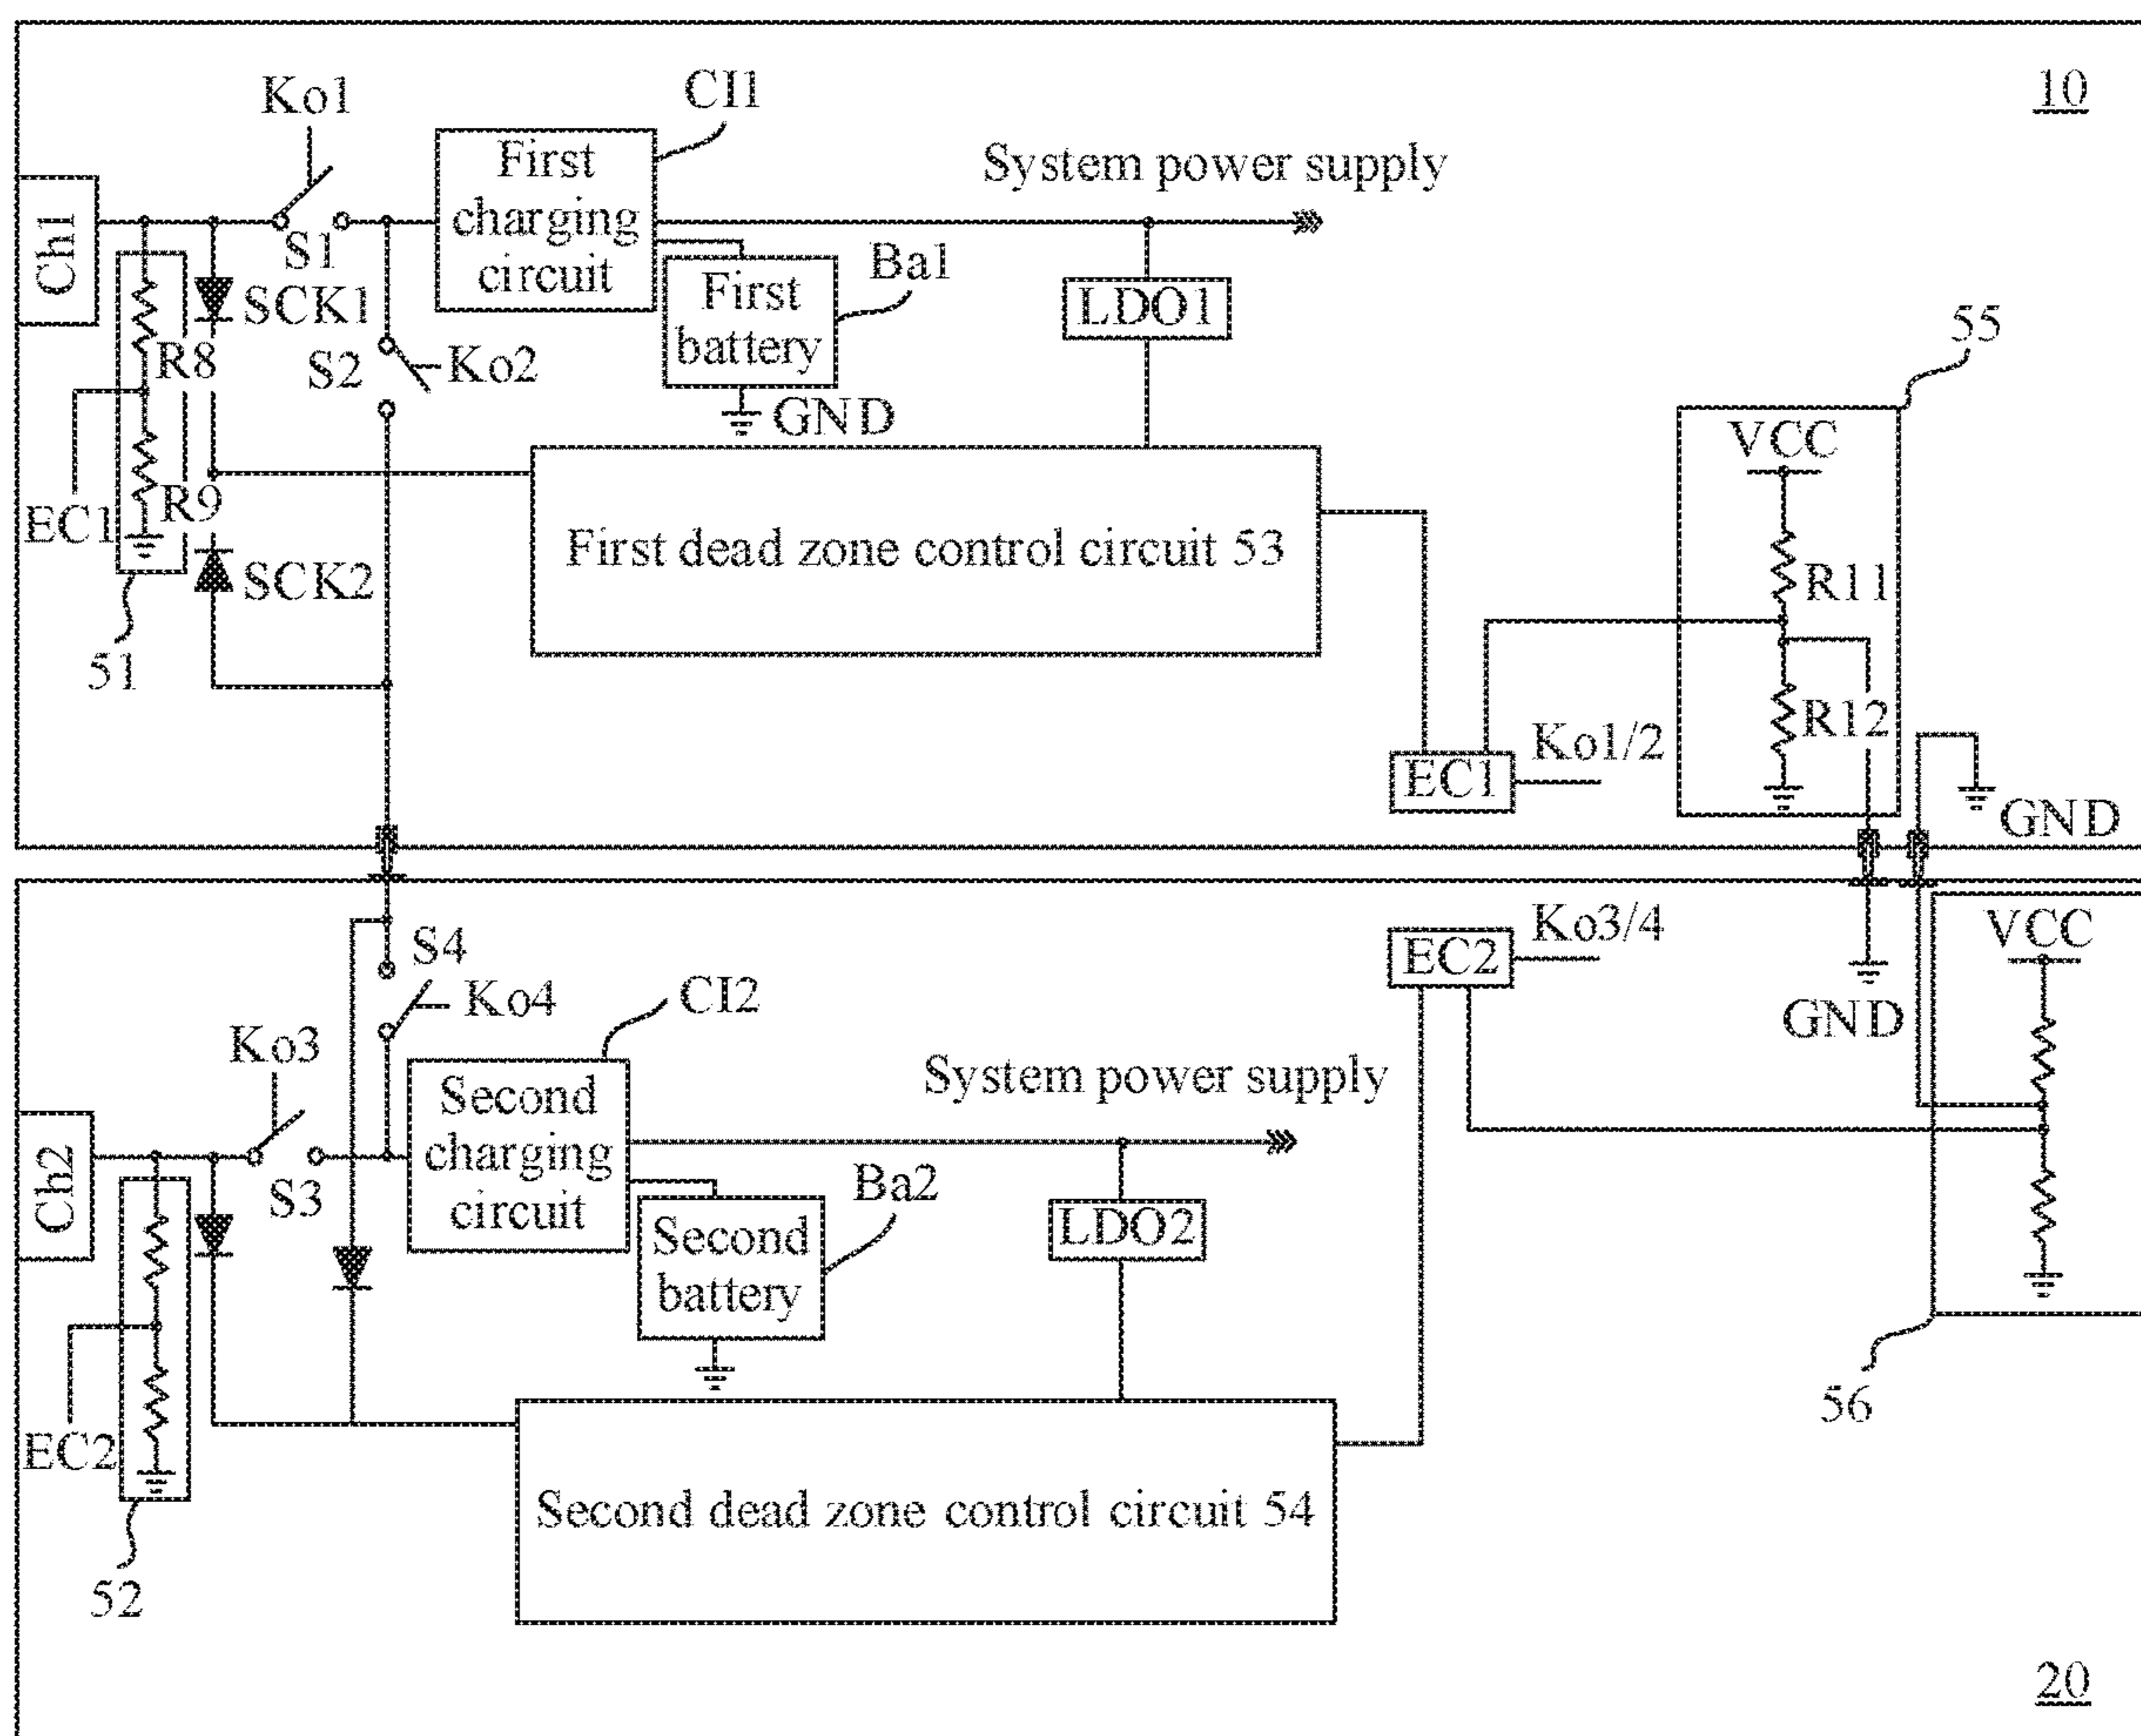 10
Ko1
CI1
First
charging
circuit
System power supply
Ch1
S1
SCK1
Ba1
First
battery
LDO1
55
R8
S2
Ko2
GND
VCC
EC1
R9
First dead zone control circuit 53
SCK2
R11
51
R12
EC1
Ko1/2
GND
S4
EC2
Ko3/4
VCC
Ko4
CI2
GND
Ko3
Second
charging
circuit
System power supply
Ch2
S3
Ba2
Second
battery
LDO2
56
EC2
Second dead zone control circuit 54
52
20